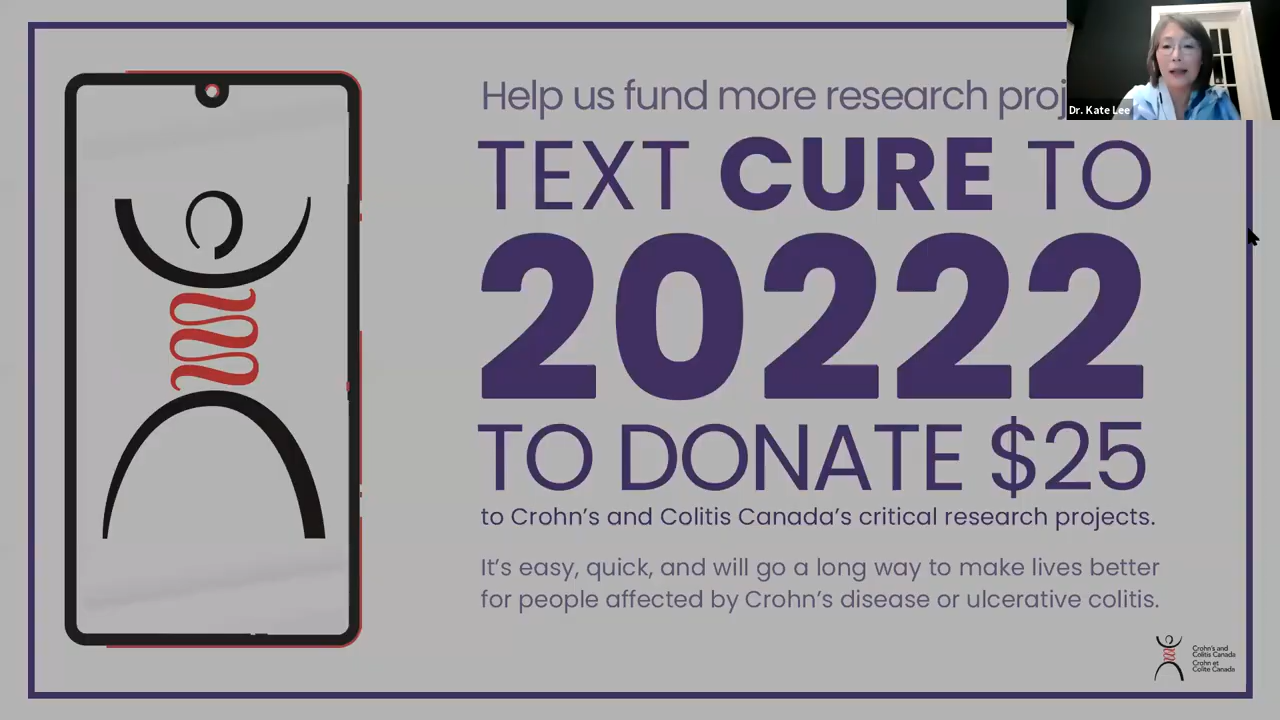 Help us fund more research proj
Dr. Kate Lee
TEXT CURE TO
20222
TO DONATE $25
to Crohn's and Colitis Canada's critical research projects.
It's easy, quick, and will go a long way to make lives better
for people affected by Crohn's disease or ulcerative colitis.
Crohn's and
Colitis Canada
Crohn et
Colite Canada